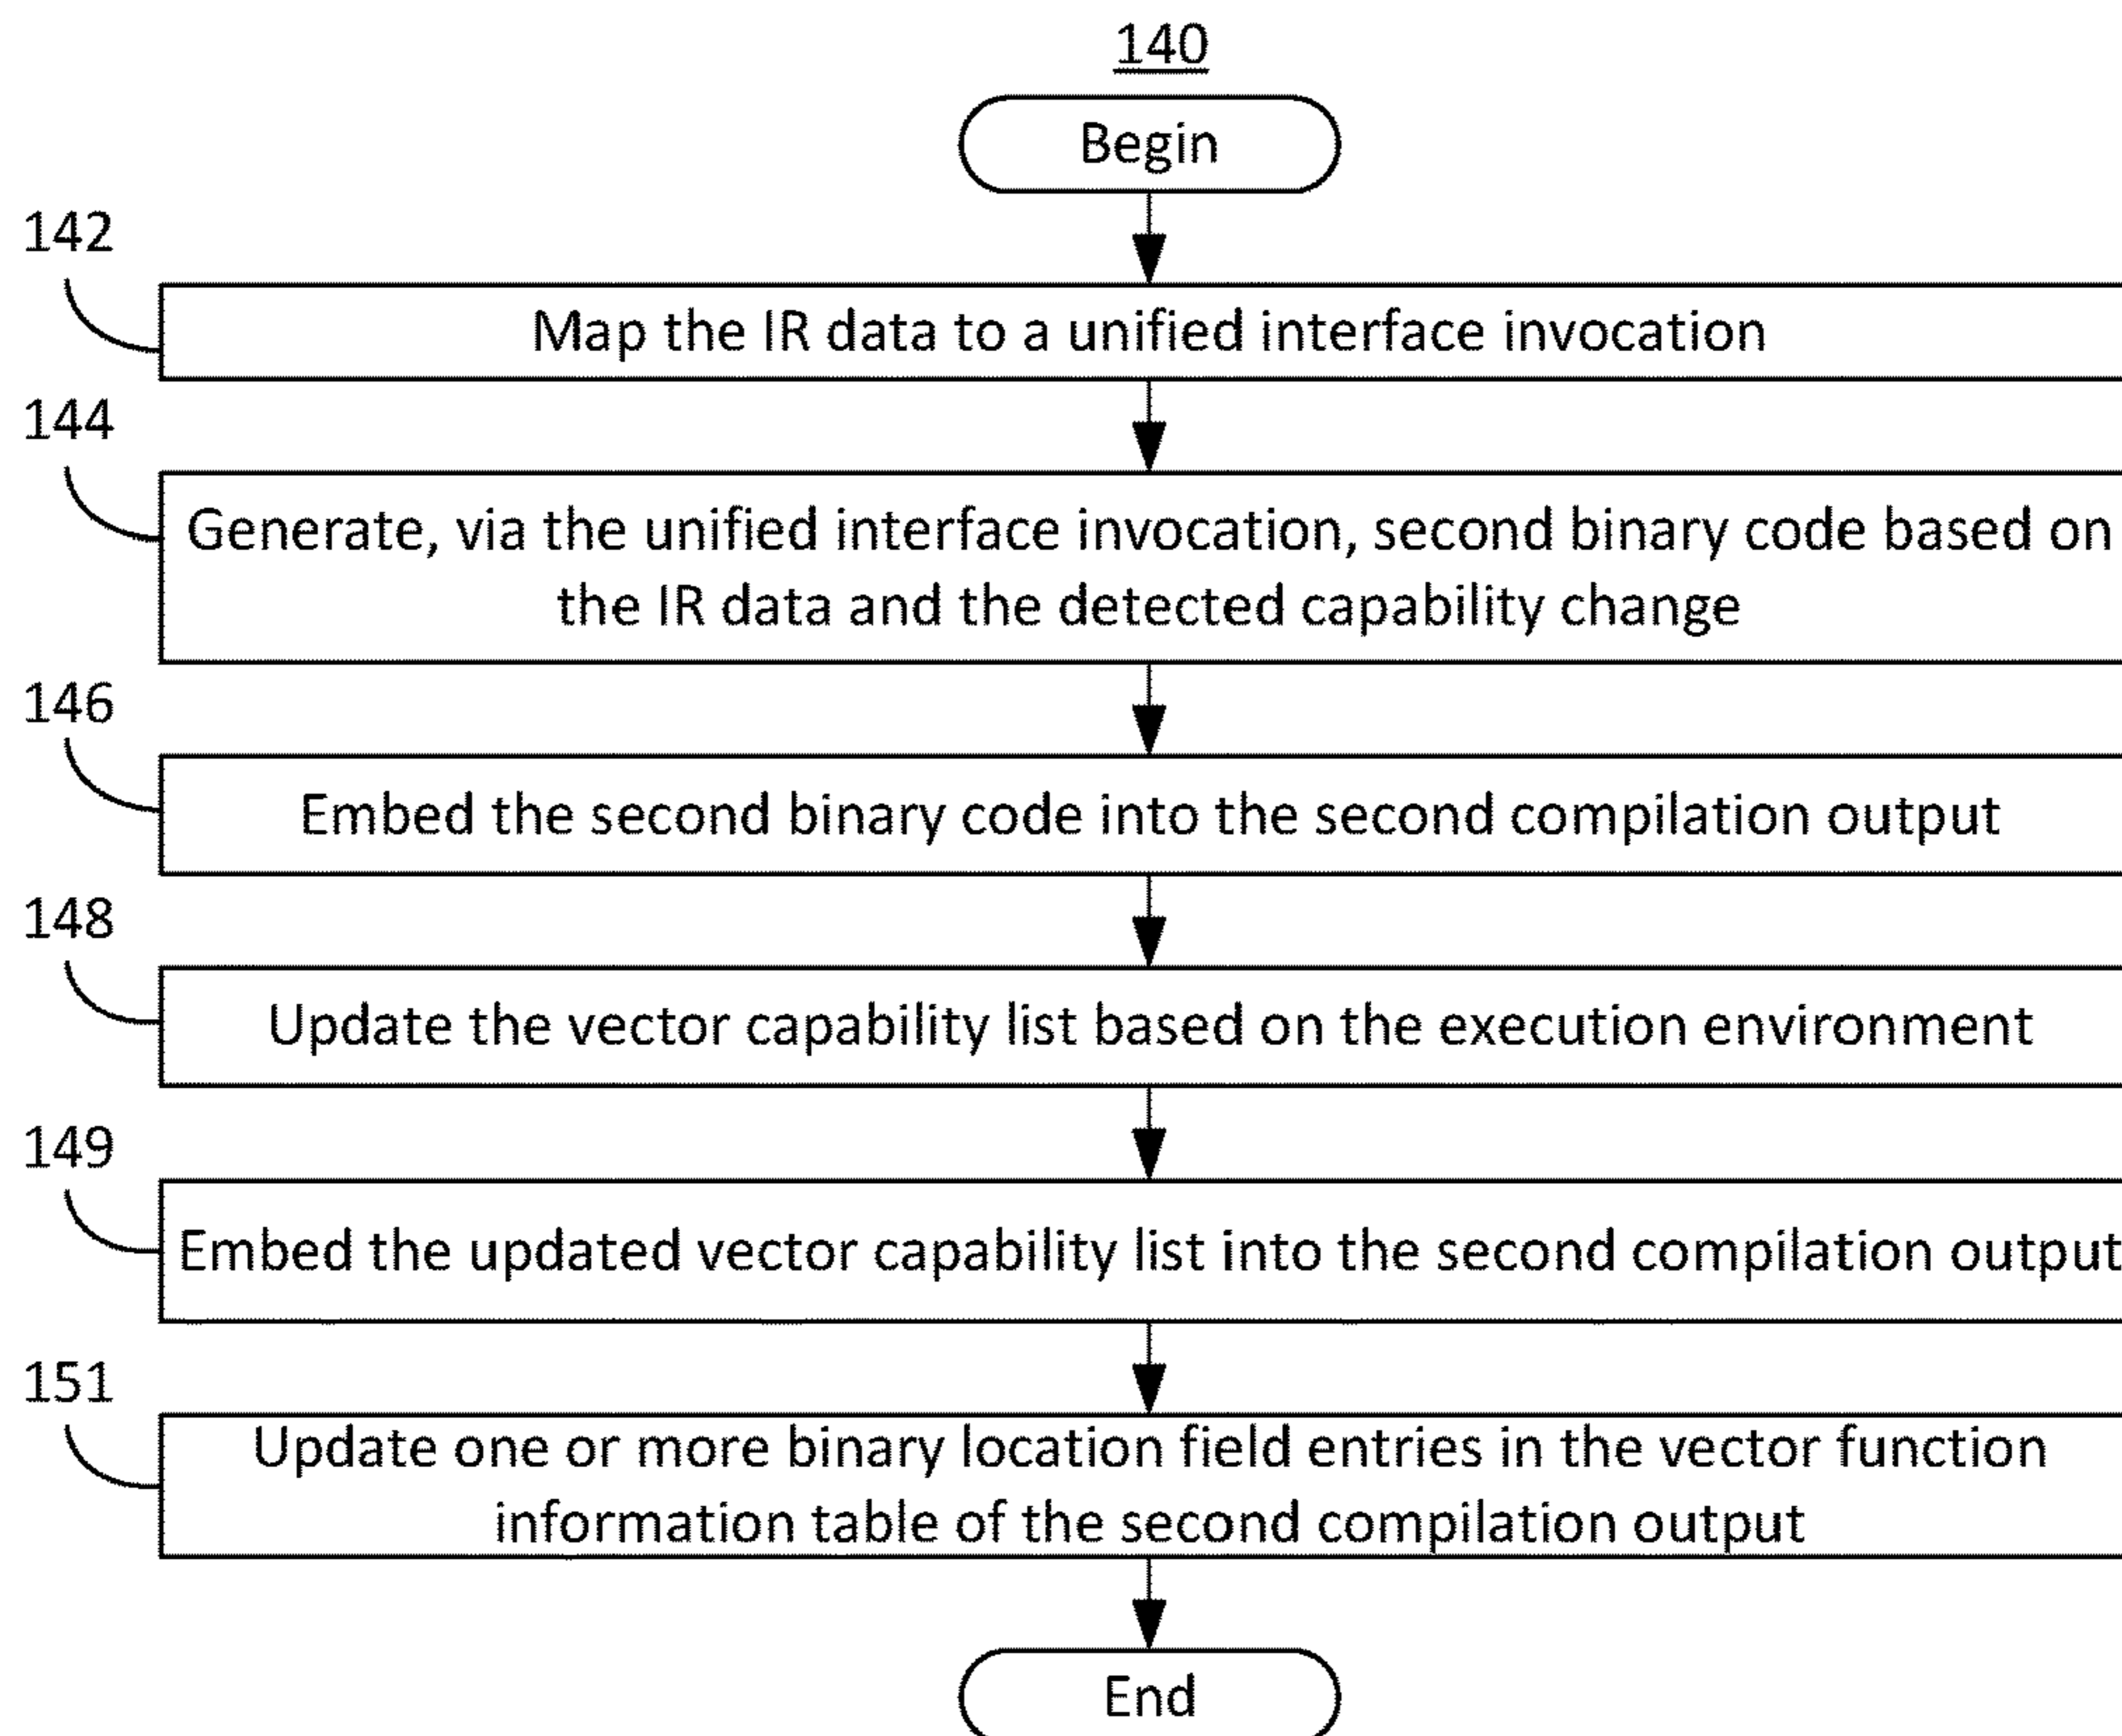 140
Begin
142
Map the IR data to a unified interface invocation
144
Generate, via the unified interface invocation, second binary code based on
the IR data and the detected capability change
146
Embed the second binary code into the second compilation output
148
Update the vector capability list based on the execution environment
149
Embed the updated vector capability list into the second compilation output
151
Update one or more binary location field entries in the vector function
information table of the second compilation output
End